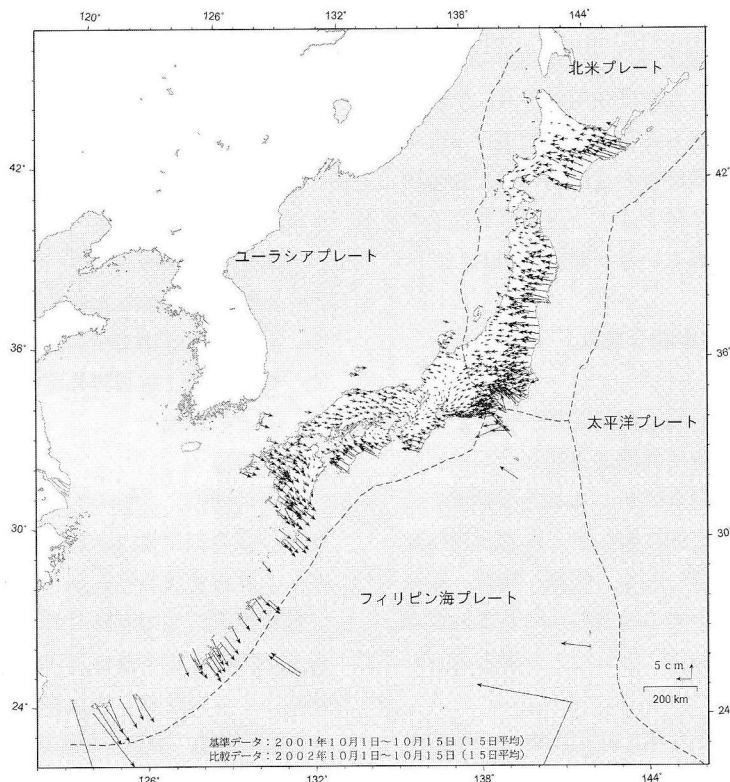 120° 126° 132° 138° 144°
北米プレート
42° 42°
ユーラシアプレート
36° 36°
太平洋プレート
30° 30°
フィリピン海プレート
5 cm
200 km
24° 24°
基準データ：2001年10月1日～10月15日（15日平均）
比較データ：2002年10月1日～10月15日（15日平均）
126° 132° 138° 144°